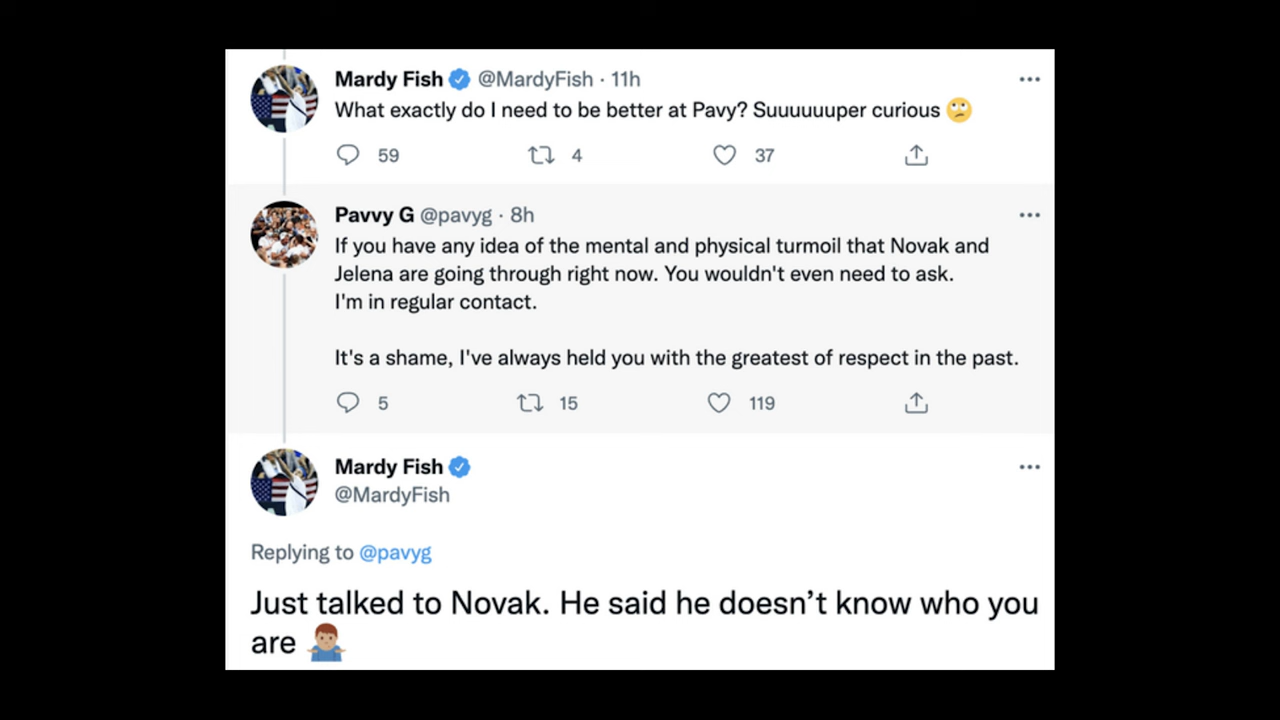 Mardy Fish @MardyFish · 11h
What exactly do I need to be better at Pavy? Suuuuuuper curious 🙄
59 4 37
Pavvy G @pavyg · 8h
If you have any idea of the mental and physical turmoil that Novak and
Jelena are going through right now. You wouldn't even need to ask.
I'm in regular contact.
It's a shame, I've always held you with the greatest of respect in the past.
5 15 119
Mardy Fish
@MardyFish
Replying to @pavyg
Just talked to Novak. He said he doesn’t know who you
are 🤷🏽‍♂️